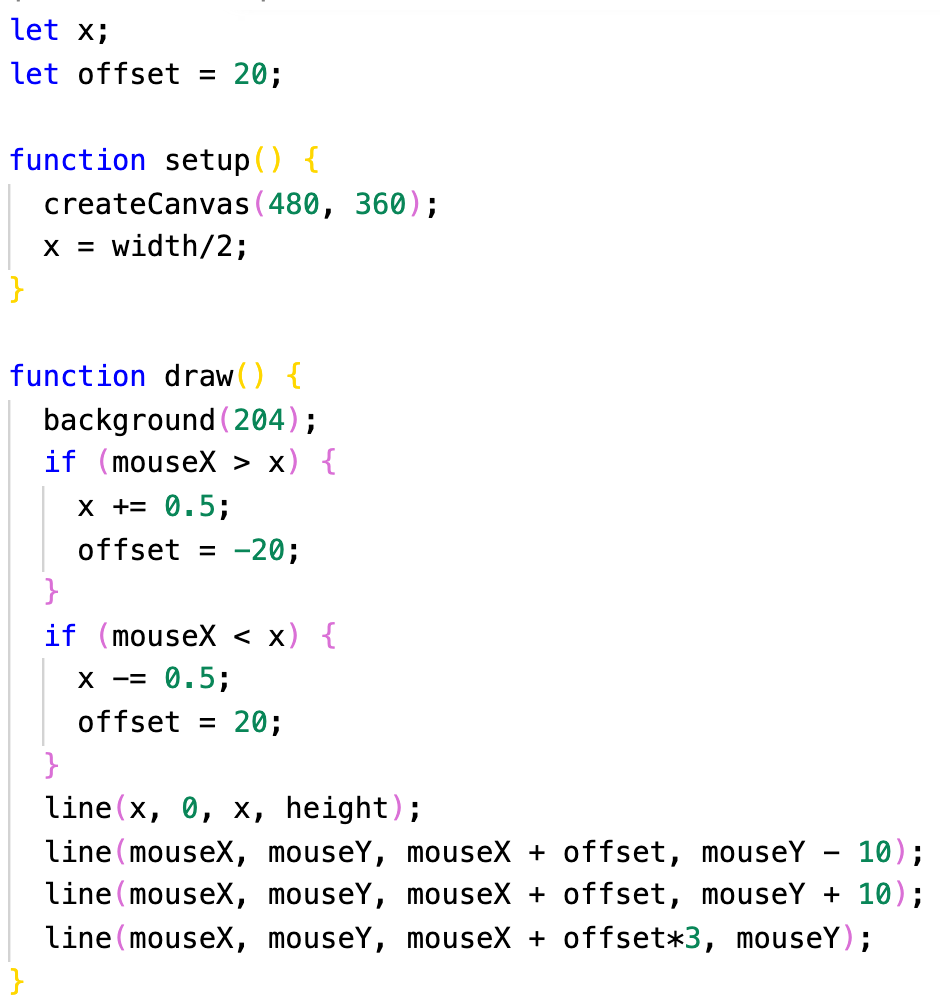 let x;
let offset = 20;

function setup() {
  createCanvas(480, 360);
  x = width/2;
}

function draw() {
  background(204);
  if (mouseX > x) {
    x += 0.5;
    offset = -20;
  }
  if (mouseX < x) {
    x -= 0.5;
    offset = 20;
  }
  line(x, 0, x, height);
  line(mouseX, mouseY, mouseX + offset, mouseY - 10);
  line(mouseX, mouseY, mouseX + offset, mouseY + 10);
  line(mouseX, mouseY, mouseX + offset*3, mouseY);
}